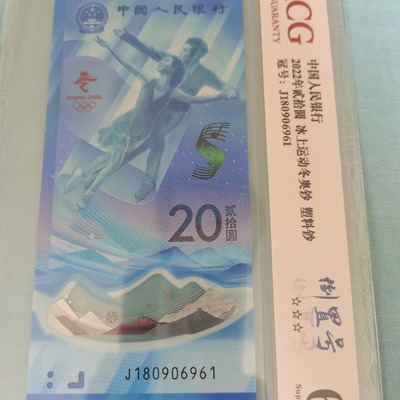 中国人民银行
BEIJING 2022
20
贰拾圆
J180906961
CG
GUARANTY
中国人民银行
2022年贰拾圆 冰上运动冬奥钞 塑料钞
冠号: J180906961
倒置号
☆☆☆